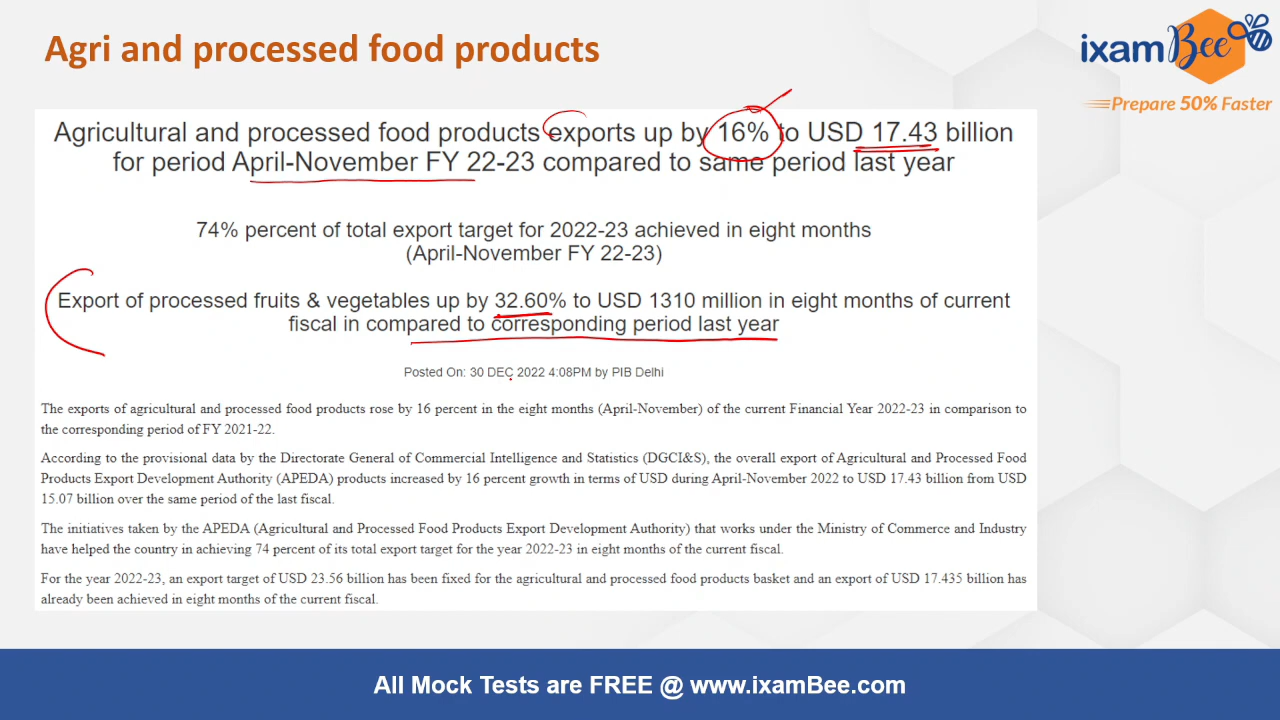 Agri and processed food products
ixamBee
Prepare 50% Faster
Agricultural and processed food products exports up by 16% to USD 17.43 billion
for period April-November FY 22-23 compared to same period last year
74% percent of total export target for 2022-23 achieved in eight months
(April-November FY 22-23)
Export of processed fruits & vegetables up by 32.60% to USD 1310 million in eight months of current
fiscal in compared to corresponding period last year
Posted On: 30 DEC 2022 4:08PM by PIB Delhi
The exports of agricultural and processed food products rose by 16 percent in the eight months (April-November) of the current Financial Year 2022-23 in comparison to
the corresponding period of FY 2021-22.
According to the provisional data by the Directorate General of Commercial Intelligence and Statistics (DGCI&S), the overall export of Agricultural and Processed Food
Products Export Development Authority (APEDA) products increased by 16 percent growth in terms of USD during April-November 2022 to USD 17.43 billion from USD
15.07 billion over the same period of the last fiscal.
The initiatives taken by the APEDA (Agricultural and Processed Food Products Export Development Authority) that works under the Ministry of Commerce and Industry
have helped the country in achieving 74 percent of its total export target for the year 2022-23 in eight months of the current fiscal.
For the year 2022-23, an export target of USD 23.56 billion has been fixed for the agricultural and processed food products basket and an export of USD 17.435 billion has
already been achieved in eight months of the current fiscal.
All Mock Tests are FREE @ www.ixamBee.com